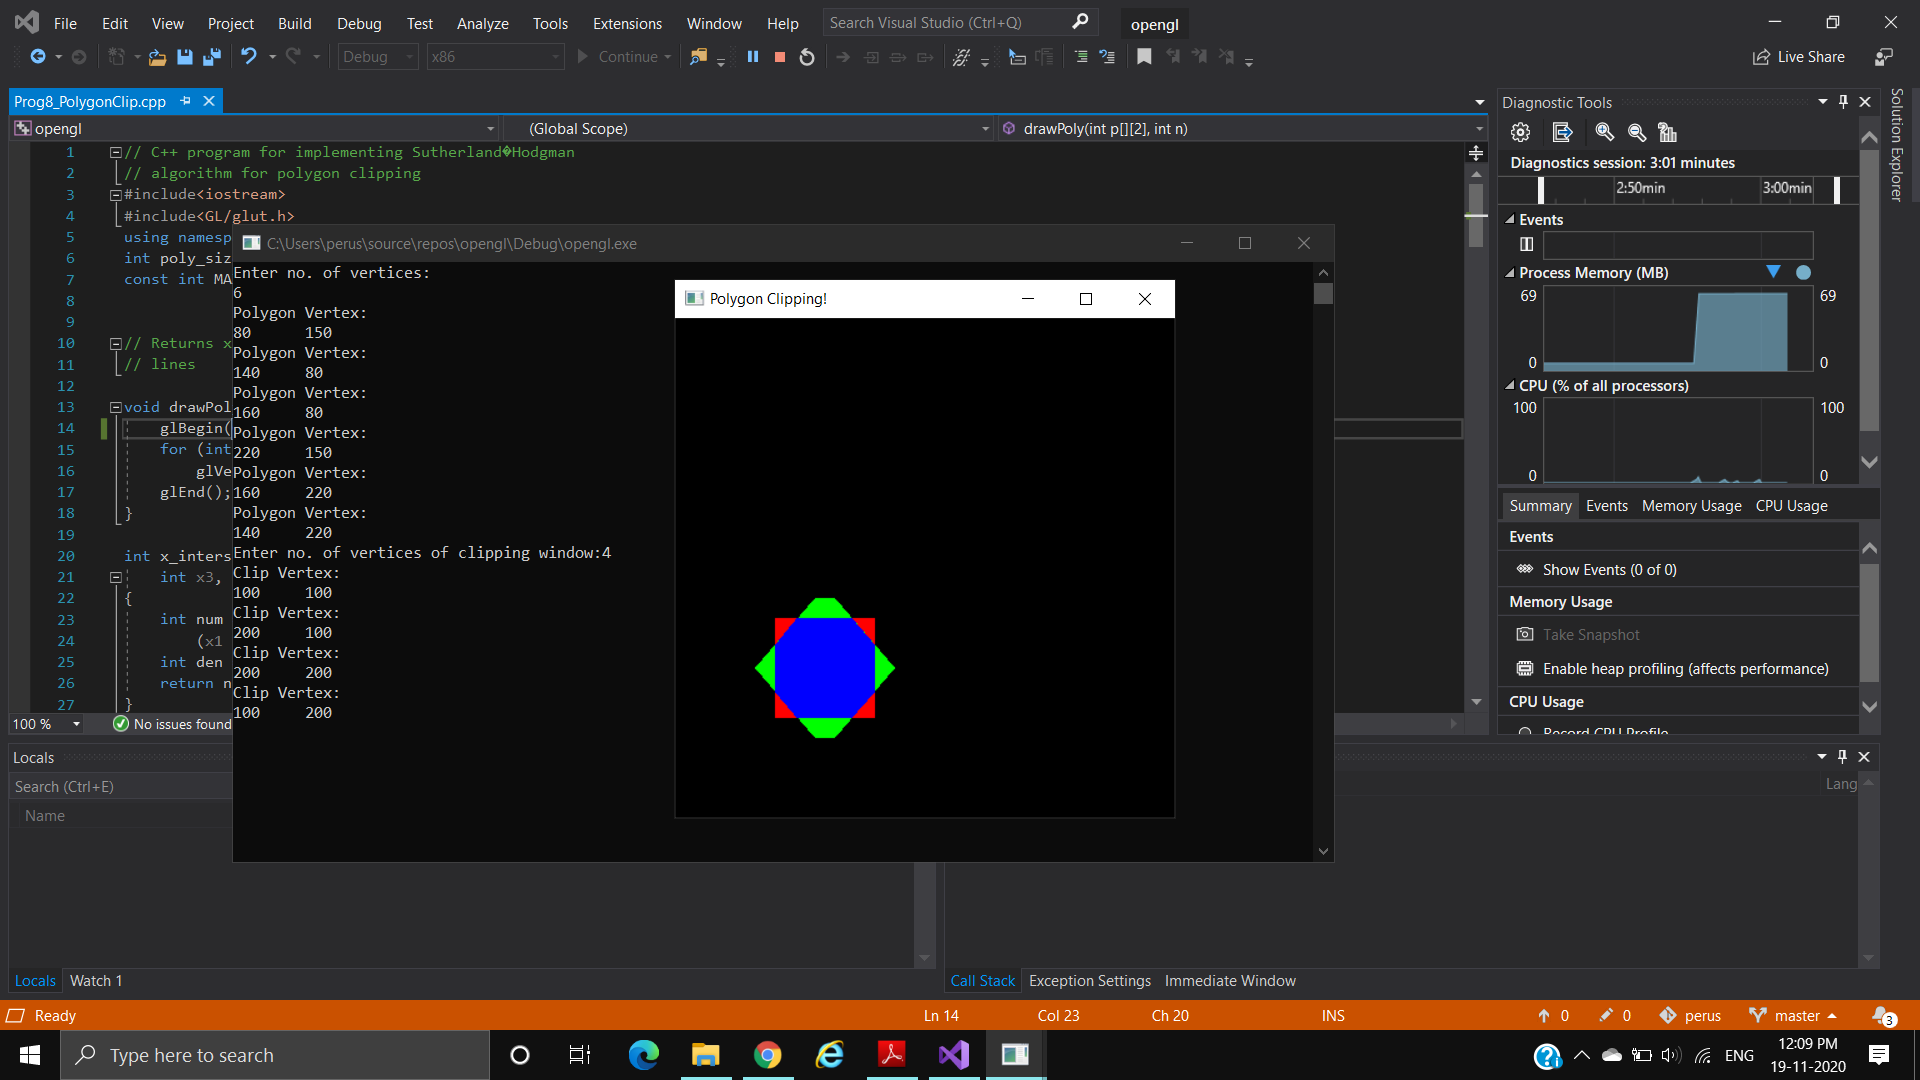 File Edit View Project Build Debug Test Analyze Tools Extensions Window Help Search Visual Studio (Ctrl+Q) opengl
Debug x86 Continue Live Share
Prog8_PolygonClip.cpp
opengl (Global Scope) drawPoly(int p[][2], int n)
1 // C++ program for implementing Sutherland�Hodgman
2 // algorithm for polygon clipping
3 #include<iostream>
4 #include<GL/glut.h>
5 using namesp
6 int poly_siz
7 const int MA
8
9
10 // Returns x
11 // lines
12
13 void drawPol
14 glBegin(
15 for (int
16 glVe
17 glEnd();
18 }
19
20 int x_inters
21 int x3,
22 {
23 int num
24 (x1
25 int den
26 return n
27 }
100 % No issues found
C:\Users\perus\source\repos\opengl\Debug\opengl.exe
Enter no. of vertices:
6
Polygon Vertex:
80 150
Polygon Vertex:
140 80
Polygon Vertex:
160 80
Polygon Vertex:
220 150
Polygon Vertex:
160 220
Polygon Vertex:
140 220
Enter no. of vertices of clipping window:4
Clip Vertex:
100 100
Clip Vertex:
200 100
Clip Vertex:
200 200
Clip Vertex:
100 200
Polygon Clipping!
Diagnostic Tools
Diagnostics session: 3:01 minutes
2:50min 3:00min
Events
Process Memory (MB)
69 69
0 0
CPU (% of all processors)
100 100
0 0
Summary Events Memory Usage CPU Usage
Events
Show Events (0 of 0)
Memory Usage
Take Snapshot
Enable heap profiling (affects performance)
CPU Usage
Record CPU Profile
Solution Explorer
Locals
Search (Ctrl+E)
Name
Lang
Locals Watch 1
Call Stack Exception Settings Immediate Window
Ready Ln 14 Col 23 Ch 20 INS 0 0 perus master 3
Type here to search
ENG 12:09 PM
19-11-2020